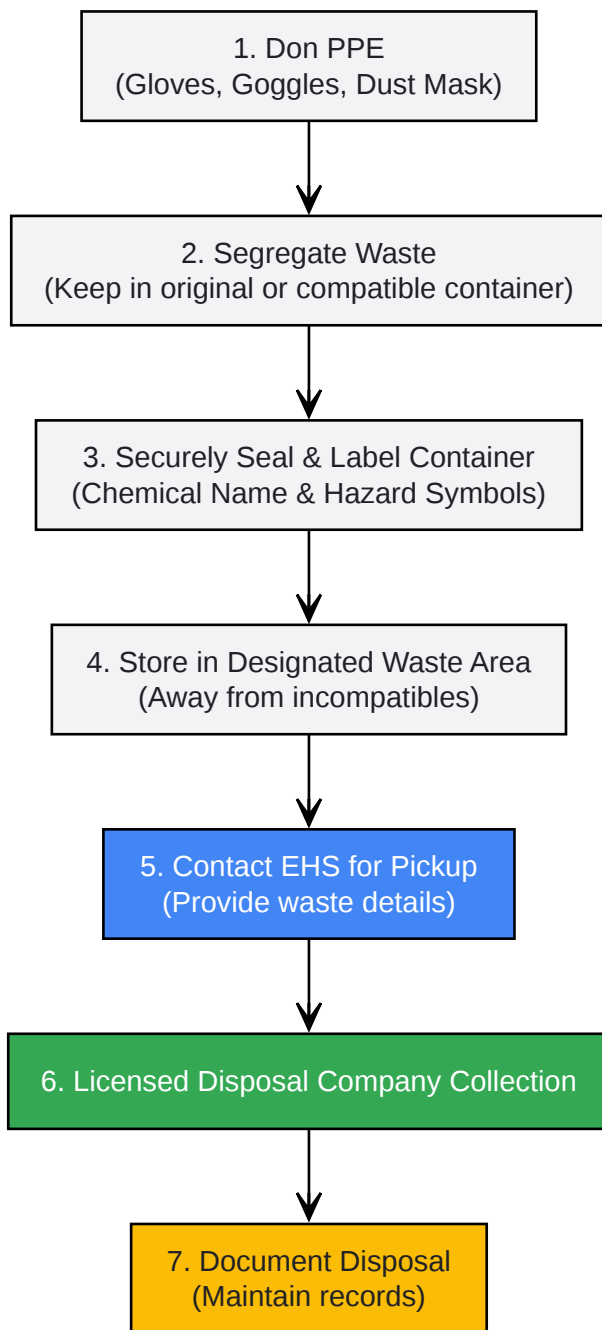 1. Don PPE
(Gloves, Goggles, Dust Mask)
2. Segregate Waste
(Keep in original or compatible container)
3. Securely Seal & Label Container
(Chemical Name & Hazard Symbols)
4. Store in Designated Waste Area
(Away from incompatibles)
5. Contact EHS for Pickup
(Provide waste details)
6. Licensed Disposal Company Collection
7. Document Disposal
(Maintain records)